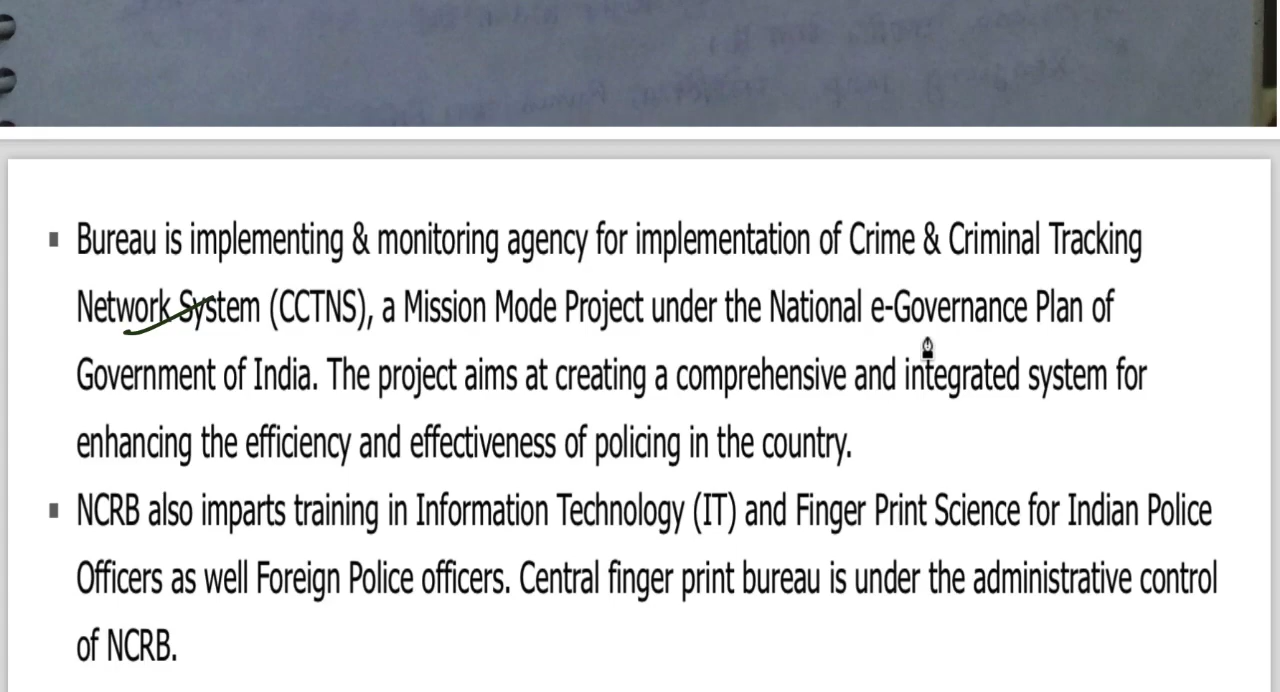 ▪ Bureau is implementing & monitoring agency for implementation of Crime & Criminal Tracking
Network System (CCTNS), a Mission Mode Project under the National e-Governance Plan of
Government of India. The project aims at creating a comprehensive and integrated system for
enhancing the efficiency and effectiveness of policing in the country.
▪ NCRB also imparts training in Information Technology (IT) and Finger Print Science for Indian Police
Officers as well Foreign Police officers. Central finger print bureau is under the administrative control
of NCRB.